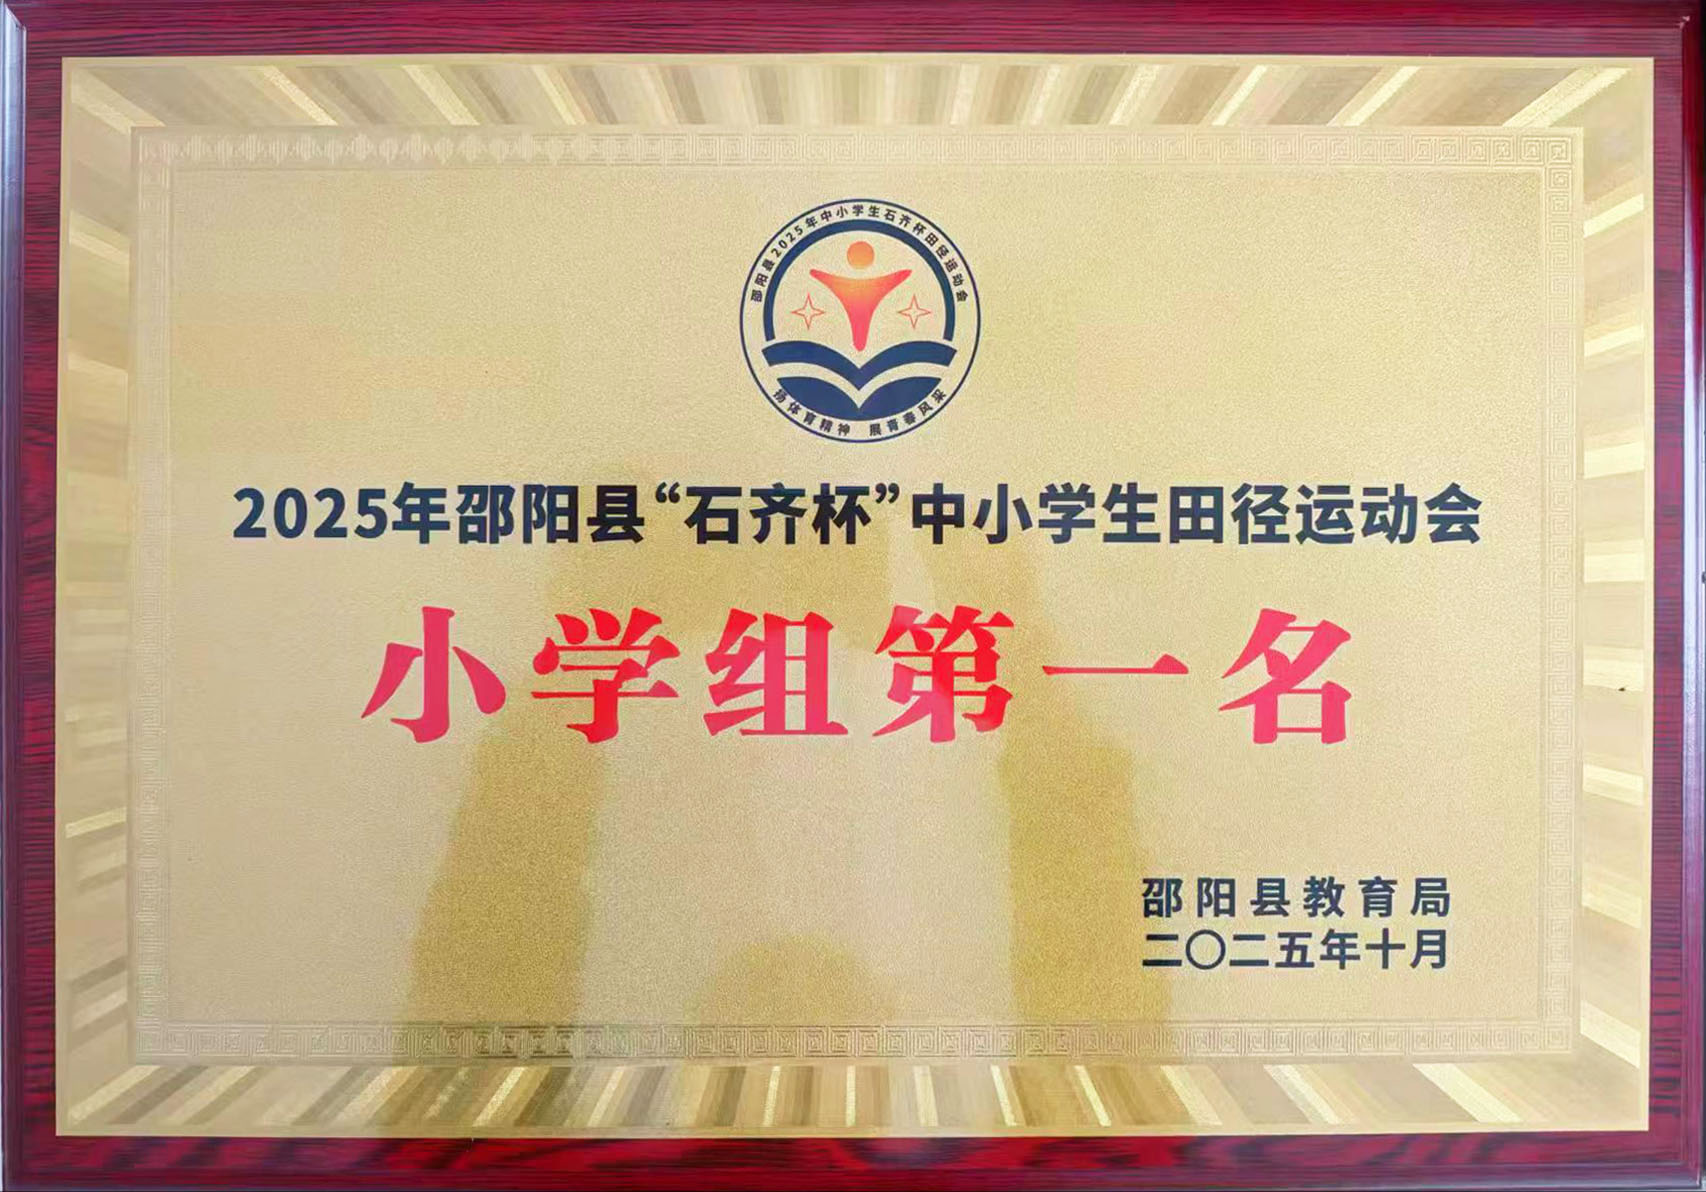 邵阳县2025年中小学生石齐杯田径运动会
扬体育精神 展青春风采
2025年邵阳县“石齐杯”中小学生田径运动会
小学组第一名
邵阳县教育局
二〇二五年十月